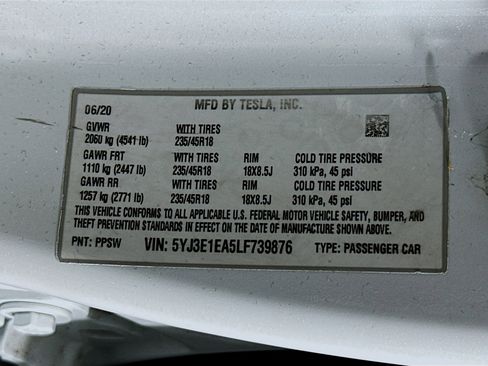 06/20 MFD BY TESLA, INC.
GVWR WITH TIRES
2060 kg (4541 lb) 235/45R18
GAWR FRT WITH TIRES RIM COLD TIRE PRESSURE
1110 kg (2447 lb) 235/45R18 18X8.5J 310 kPa, 45 psi
GAWR RR WITH TIRES RIM COLD TIRE PRESSURE
1257 kg (2771 lb) 235/45R18 18X8.5J 310 kPa, 45 psi
THIS VEHICLE CONFORMS TO ALL APPLICABLE U.S. FEDERAL MOTOR VEHICLE SAFETY, BUMPER, AND
THEFT PREVENTION STANDARDS IN EFFECT ON THE DATE OF MANUFACTURE SHOWN ABOVE.
PNT: PPSW VIN: 5YJ3E1EA5LF739876 TYPE: PASSENGER CAR